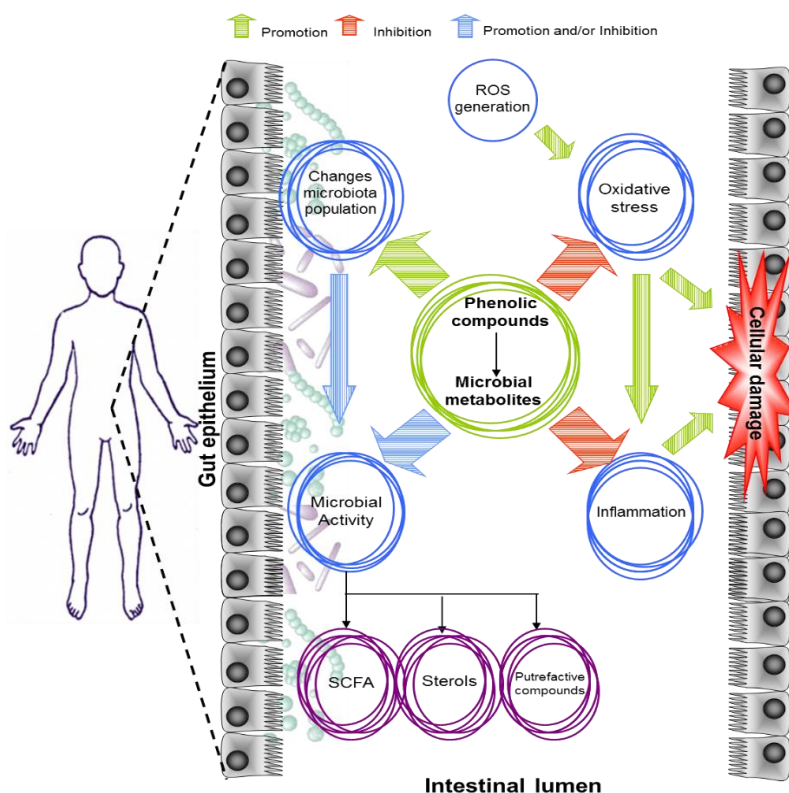 Promotion
Inhibition
Promotion and/or Inhibition
ROS
generation
Changes
microbiota
population
Oxidative
stress
Phenolic
compounds
Microbial
metabolites
Cellular damage
Gut epithelium
Microbial
Activity
Inflammation
SCFA
Sterols
Putrefactive
compounds
Intestinal lumen